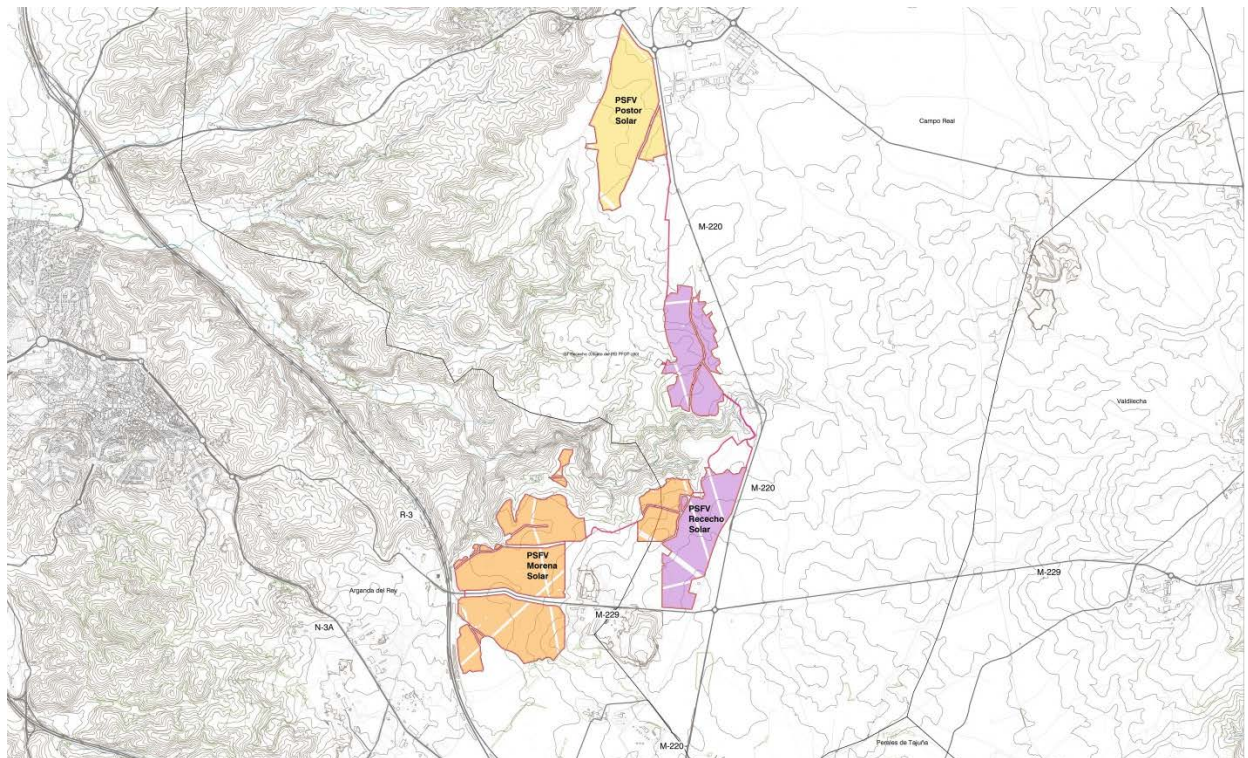 PSFV
Postor
Solar
Campo Real
M-220
Valdilecha
M-220
PSFV
Rececho
Solar
R-3
PSFV
Morena
Solar
M-229
Arganda del Rey
M-229
N-3A
M-220
Perales de Tajuña